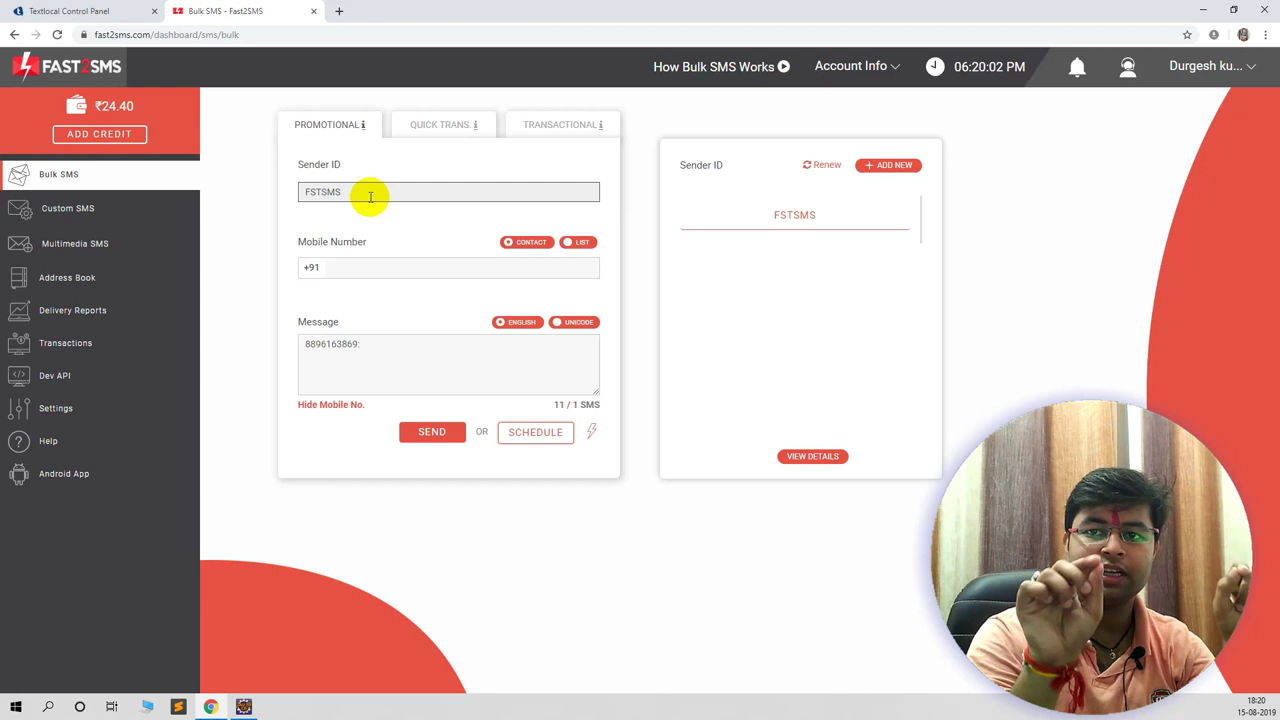 Textlocal Control Panel
Bulk SMS - Fast2SMS
fast2sms.com/dashboard/sms/bulk
FAST2SMS
How Bulk SMS Works
Account Info
06:20:02 PM
Durgesh ku...
₹24.40
ADD CREDIT
Bulk SMS
Custom SMS
Multimedia SMS
Address Book
Delivery Reports
Transactions
Dev API
Settings
Help
Android App
PROMOTIONAL
QUICK TRANS.
TRANSACTIONAL
Sender ID
FSTSMS
Mobile Number
CONTACT
LIST
+91
Message
ENGLISH
UNICODE
8896163869:
Hide Mobile No.
11 / 1 SMS
SEND
OR
SCHEDULE
Sender ID
Renew
+ ADD NEW
FSTSMS
VIEW DETAILS
18:20
15-08-2019